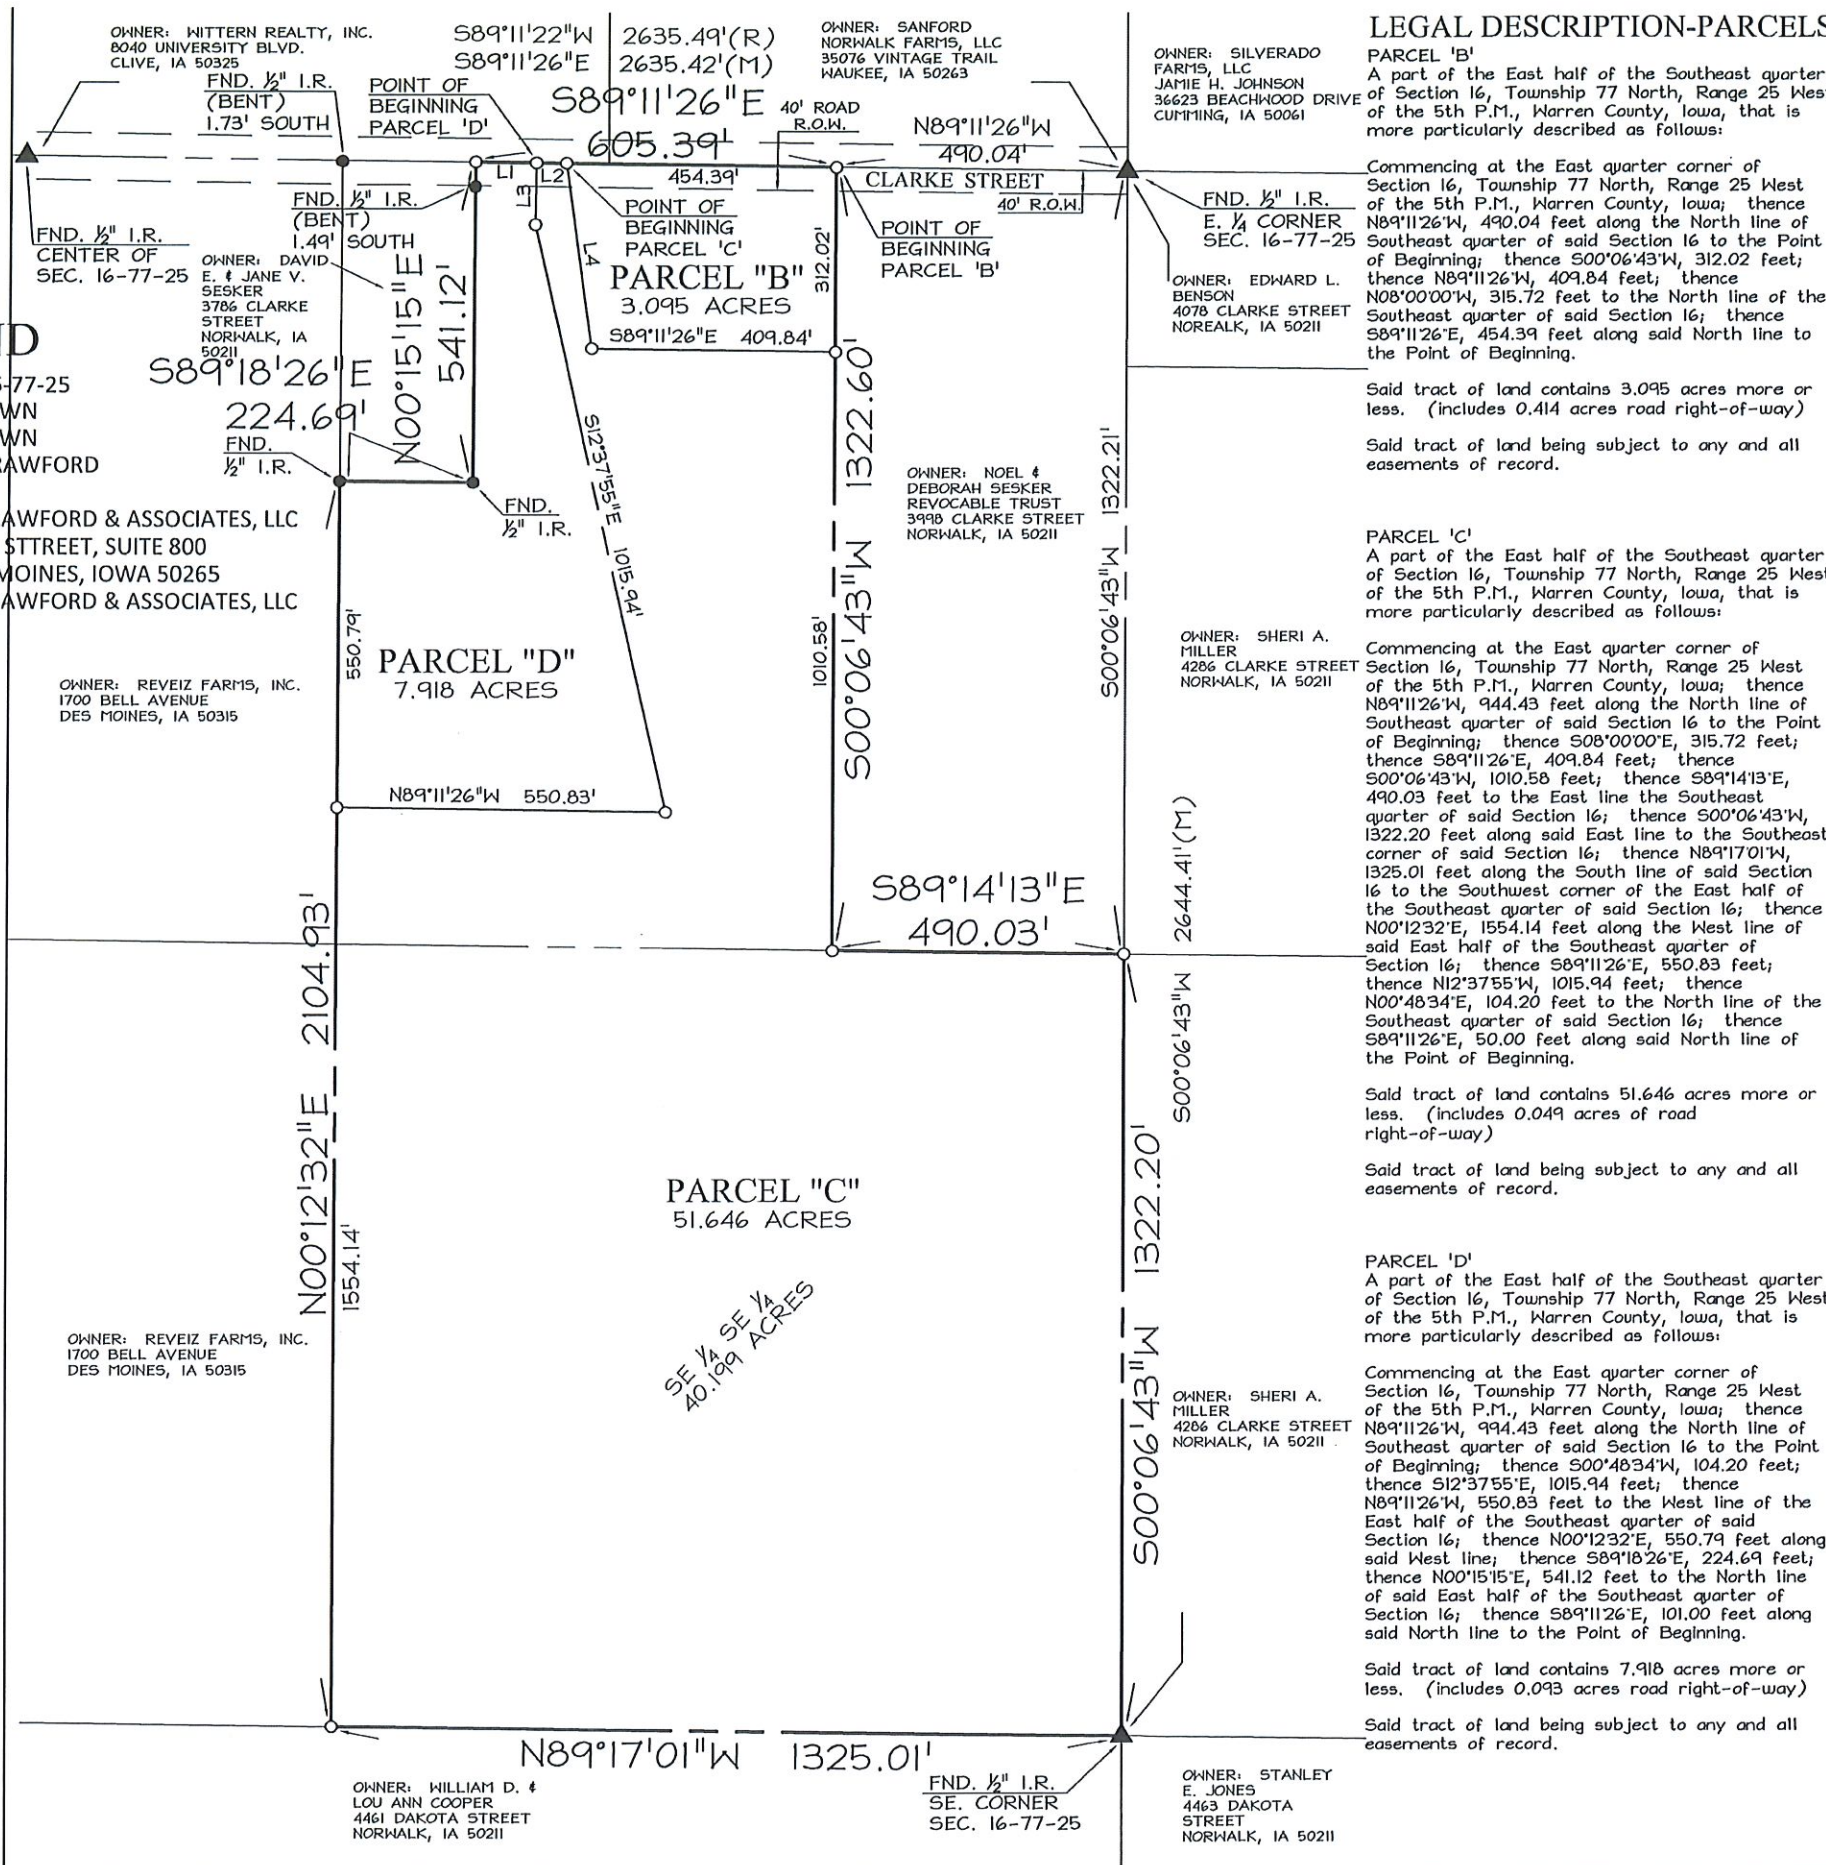 OWNER: WITTERN REALTY, INC.
8040 UNIVERSITY BLVD.
CLIVE, IA 50325
S89°11'22"W 2635.49'(R)
S89°11'26"E 2635.42'(M)
OWNER: SANFORD
NORWALK FARMS, LLC
35076 VINTAGE TRAIL
WAUKEE, IA 50263
OWNER: SILVERADO
FARMS, LLC
JAMIE H. JOHNSON
36623 BEACHWOOD DRIVE
CUMMING, IA 50061
FND. ½" I.R.
(BENT)
1.73' SOUTH
POINT OF
BEGINNING
PARCEL 'D'
S89°11'26"E
605.39'
40' ROAD
R.O.W.
N89°11'26"W
490.04'
L1
L2
L3
L4
454.39'
CLARKE STREET
40' R.O.W.
FND. ½" I.R.
CENTER OF
SEC. 16-77-25
FND. ½" I.R.
(BENT)
1.49' SOUTH
POINT OF
BEGINNING
PARCEL 'C'
POINT OF
BEGINNING
PARCEL 'B'
FND. ½" I.R.
E. ¼ CORNER
SEC. 16-77-25
OWNER: DAVID
E. & JANE V.
SESKER
3786 CLARKE
STREET
NORWALK, IA
50211
N00°15'15"E
541.12'
PARCEL "B"
3.095 ACRES
312.02'
S89°11'26"E 409.84'
OWNER: EDWARD L.
BENSON
4078 CLARKE STREET
NOREALK, IA 50211
S89°18'26"E
224.69'
FND.
½" I.R.
FND.
½" I.R.
ID
-77-25
WN
WN
RAWFORD
AWFORD & ASSOCIATES, LLC
STTREET, SUITE 800
MOINES, IOWA 50265
AWFORD & ASSOCIATES, LLC
S12°37'55"E 1015.94'
S00°06'43"W 1322.60'
1010.58'
OWNER: NOEL &
DEBORAH SESKER
REVOCABLE TRUST
3998 CLARKE STREET
NORWALK, IA 50211
S00°06'43"W 1322.21'
550.79'
PARCEL "D"
7.918 ACRES
OWNER: REVEIZ FARMS, INC.
1700 BELL AVENUE
DES MOINES, IA 50315
OWNER: SHERI A.
MILLER
4286 CLARKE STREET
NORWALK, IA 50211
N89°11'26"W 550.83'
S89°14'13"E
490.03'
S00°06'43"W 2644.41'(M)
N00°12'32"E 2104.93'
1554.14'
PARCEL "C"
51.646 ACRES
SE ¼ SE ¼
40.199 ACRES
S00°06'43"W 1322.20'
OWNER: REVEIZ FARMS, INC.
1700 BELL AVENUE
DES MOINES, IA 50315
OWNER: SHERI A.
MILLER
4286 CLARKE STREET
NORWALK, IA 50211
N89°17'01"W 1325.01'
OWNER: WILLIAM D. &
LOU ANN COOPER
4461 DAKOTA STREET
NORWALK, IA 50211
FND. ½" I.R.
SE. CORNER
SEC. 16-77-25
OWNER: STANLEY
E. JONES
4463 DAKOTA
STREET
NORWALK, IA 50211
LEGAL DESCRIPTION-PARCELS
PARCEL 'B'
A part of the East half of the Southeast quarter
of Section 16, Township 77 North, Range 25 West
of the 5th P.M., Warren County, Iowa, that is
more particularly described as follows:
Commencing at the East quarter corner of
Section 16, Township 77 North, Range 25 West
of the 5th P.M., Warren County, Iowa; thence
N89°11'26"W, 490.04 feet along the North line of
Southeast quarter of said Section 16 to the Point
of Beginning; thence S00°06'43"W, 312.02 feet;
thence N89°11'26"W, 409.84 feet; thence
N08°00'00"W, 315.72 feet to the North line of the
Southeast quarter of said Section 16; thence
S89°11'26"E, 454.39 feet along said North line to
the Point of Beginning.
Said tract of land contains 3.095 acres more or
less. (includes 0.414 acres road right-of-way)
Said tract of land being subject to any and all
easements of record.
PARCEL 'C'
A part of the East half of the Southeast quarter
of Section 16, Township 77 North, Range 25 West
of the 5th P.M., Warren County, Iowa, that is
more particularly described as follows:
Commencing at the East quarter corner of
Section 16, Township 77 North, Range 25 West
of the 5th P.M., Warren County, Iowa; thence
N89°11'26"W, 944.43 feet along the North line of
Southeast quarter of said Section 16 to the Point
of Beginning; thence S08°00'00"E, 315.72 feet;
thence S89°11'26"E, 409.84 feet; thence
S00°06'43"W, 1010.58 feet; thence S89°14'13"E,
490.03 feet to the East line the Southeast
quarter of said Section 16; thence S00°06'43"W,
1322.20 feet along said East line to the Southeast
corner of said Section 16; thence N89°17'01"W,
1325.01 feet along the South line of said Section
16 to the Southwest corner of the East half of
the Southeast quarter of said Section 16; thence
N00°12'32"E, 1554.14 feet along the West line of
said East half of the Southeast quarter of
Section 16; thence S89°11'26"E, 550.83 feet;
thence N12°37'55"W, 1015.94 feet; thence
N00°48'34"E, 104.20 feet to the North line of the
Southeast quarter of said Section 16; thence
S89°11'26"E, 50.00 feet along said North line of
the Point of Beginning.
Said tract of land contains 51.646 acres more or
less. (includes 0.049 acres of road
right-of-way)
Said tract of land being subject to any and all
easements of record.
PARCEL 'D'
A part of the East half of the Southeast quarter
of Section 16, Township 77 North, Range 25 West
of the 5th P.M., Warren County, Iowa, that is
more particularly described as follows:
Commencing at the East quarter corner of
Section 16, Township 77 North, Range 25 West
of the 5th P.M., Warren County, Iowa; thence
N89°11'26"W, 994.43 feet along the North line of
Southeast quarter of said Section 16 to the Point
of Beginning; thence S00°48'34"W, 104.20 feet;
thence S12°37'55"E, 1015.94 feet; thence
N89°11'26"W, 550.83 feet to the West line of the
East half of the Southeast quarter of said
Section 16; thence N00°12'32"E, 550.79 feet along
said West line; thence S89°18'26"E, 224.69 feet;
thence N00°15'15"E, 541.12 feet to the North line
of said East half of the Southeast quarter of
Section 16; thence S89°11'26"E, 101.00 feet along
said North line to the Point of Beginning.
Said tract of land contains 7.918 acres more or
less. (includes 0.093 acres road right-of-way)
Said tract of land being subject to any and all
easements of record.